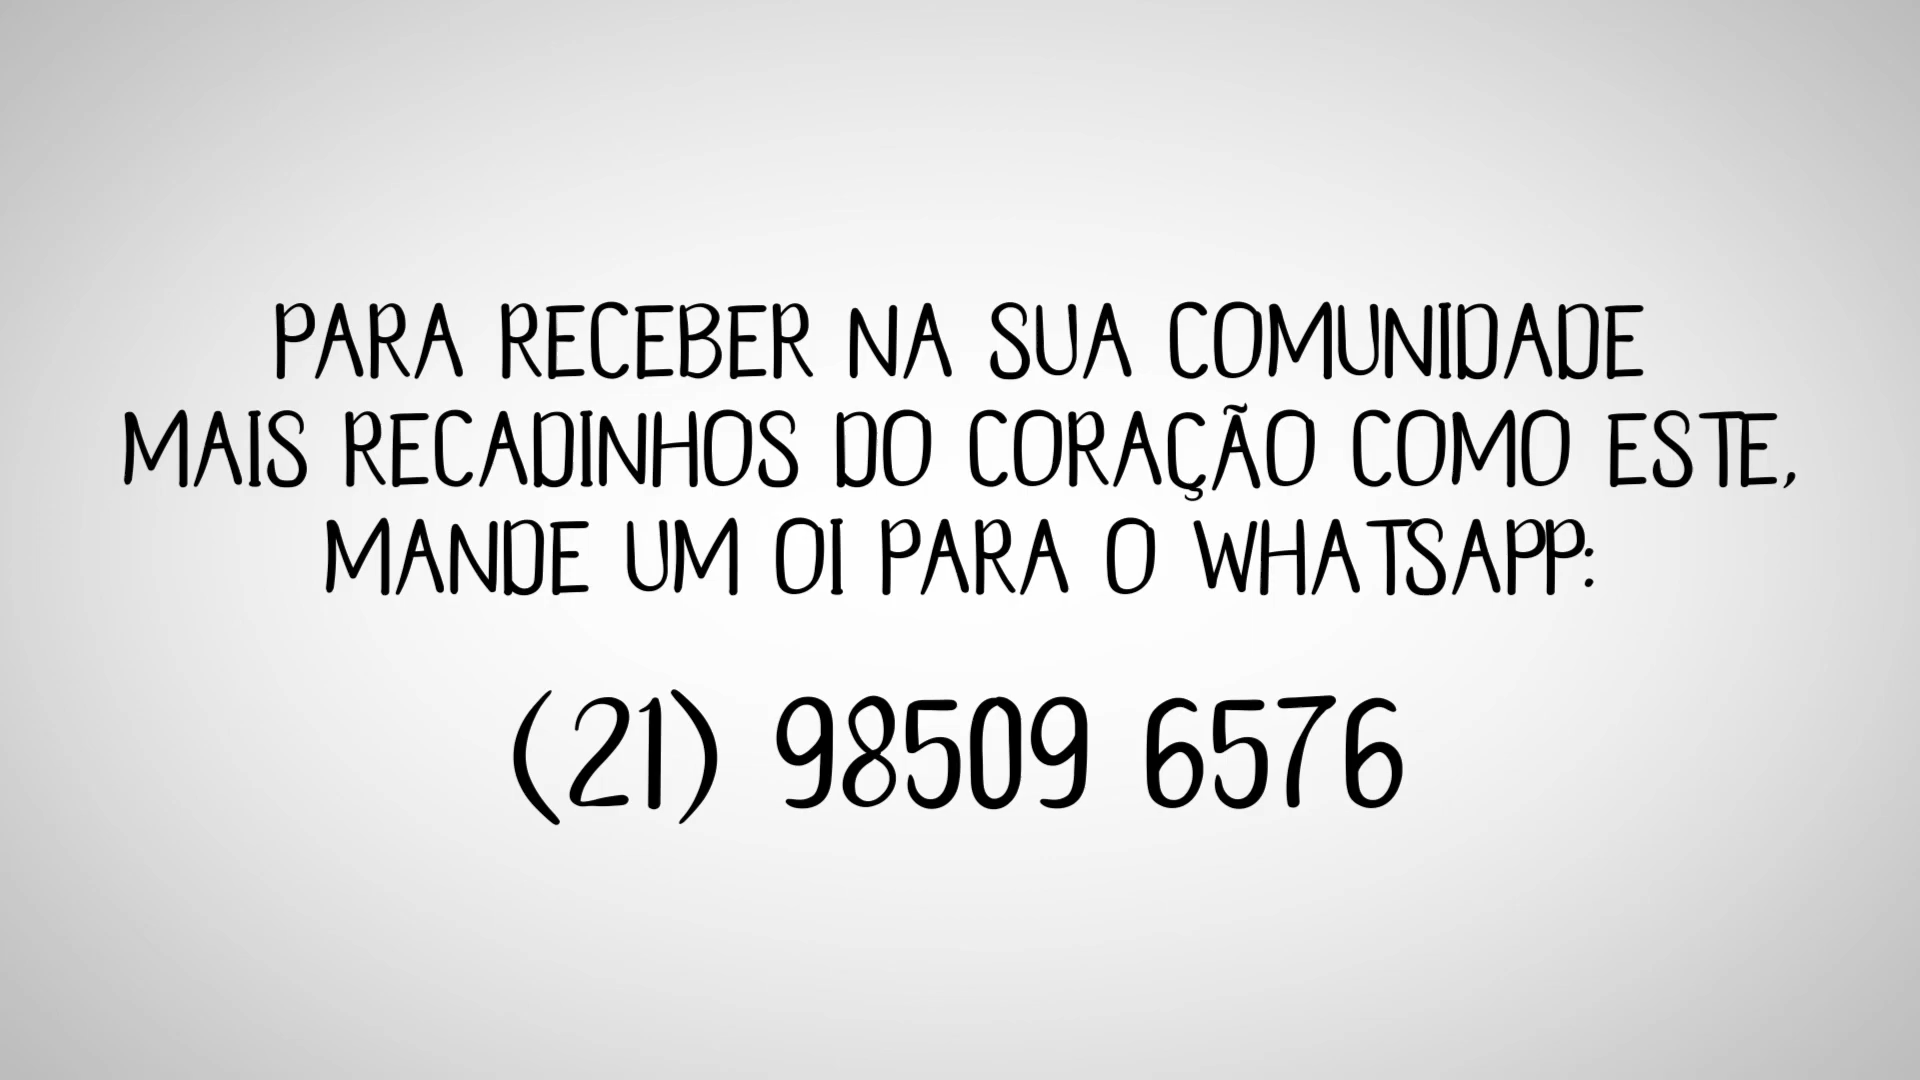 PARA RECEBER NA SUA COMUNIDADE
MAIS RECADINHOS DO CORAÇÃO COMO ESTE,
MANDE UM OI PARA O WHATSAPP:
(21) 98509 6576